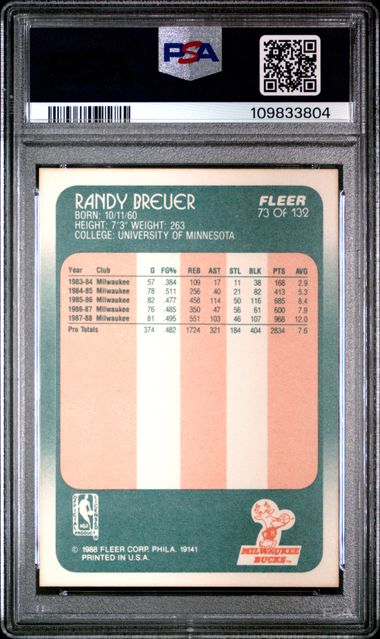 PSA
109833804
RANDY BREUER
BORN: 10/11/60
HEIGHT: 7'3" WEIGHT: 263
COLLEGE: UNIVERSITY OF MINNESOTA
FLEER
73 OF 132
Year Club G FG% REB AST STL BLK PTS AVG
1983-84 Milwaukee 57 .384 109 17 11 38 168 2.9
1984-85 Milwaukee 78 .511 256 40 21 82 413 5.3
1985-86 Milwaukee 82 .477 458 114 50 116 685 8.4
1986-87 Milwaukee 76 .485 350 47 56 61 600 7.9
1987-88 Milwaukee 81 .495 551 103 46 107 968 12.0
Pro Totals 374 .482 1724 321 184 404 2834 7.6
NBA
PRODUCT
© 1988 FLEER CORP. PHILA. 19141
PRINTED IN U.S.A.
MILWAUKEE
BUCKS
PSA